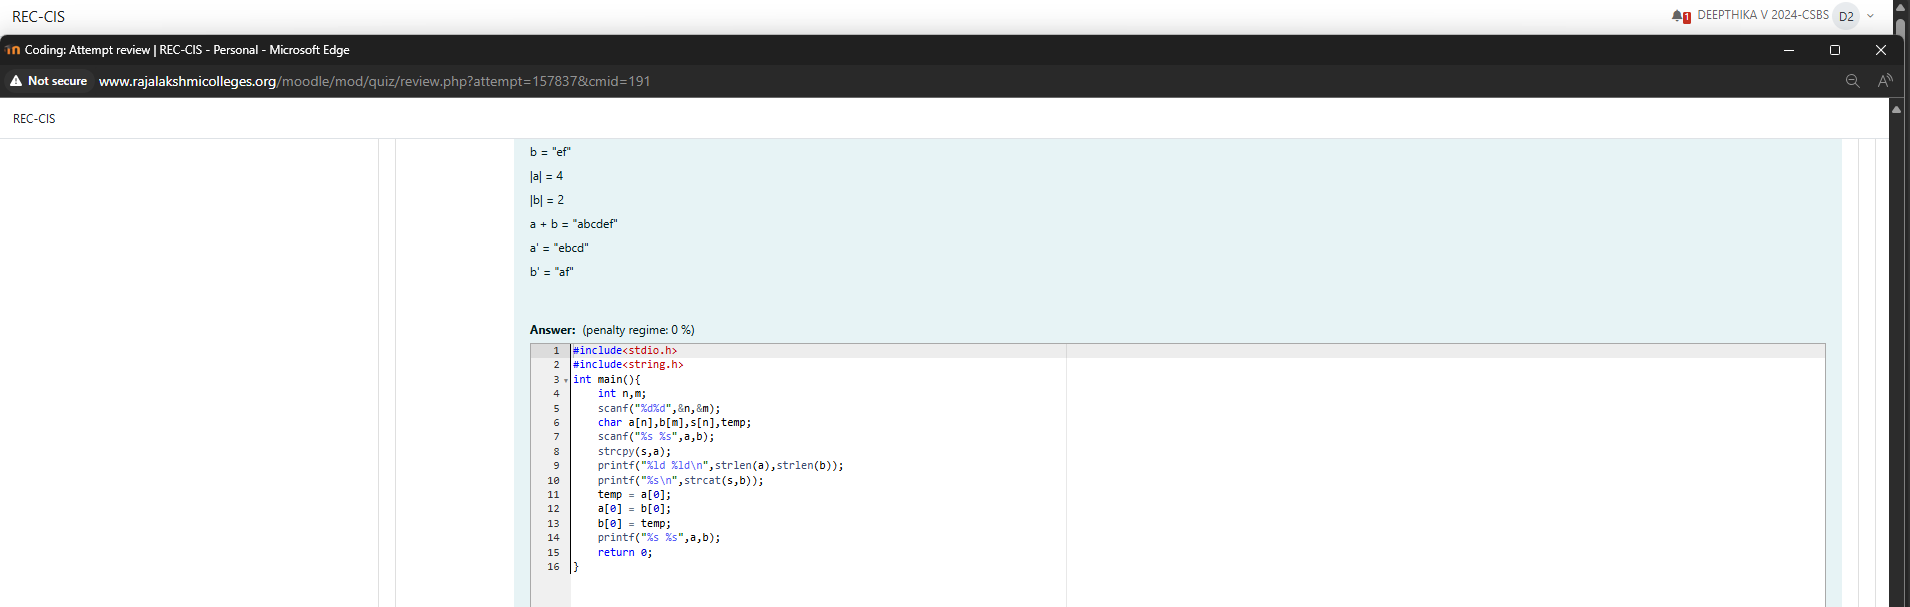 REC-CIS
1 DEEPTHIKA V 2024-CSBS D2
in Coding: Attempt review | REC-CIS - Personal - Microsoft Edge
Not secure www.rajalakshmicolleges.org/moodle/mod/quiz/review.php?attempt=157837&cmid=191
REC-CIS
b = "ef"
|a| = 4
|b| = 2
a + b = "abcdef"
a' = "ebcd"
b' = "af"
Answer: (penalty regime: 0 %)
1 #include<stdio.h>
2 #include<string.h>
3 int main(){
4 int n,m;
5 scanf("%d%d",&n,&m);
6 char a[n],b[m],s[n],temp;
7 scanf("%s %s",a,b);
8 strcpy(s,a);
9 printf("%ld %ld\n",strlen(a),strlen(b));
10 printf("%s\n",strcat(s,b));
11 temp = a[0];
12 a[0] = b[0];
13 b[0] = temp;
14 printf("%s %s",a,b);
15 return 0;
16 }